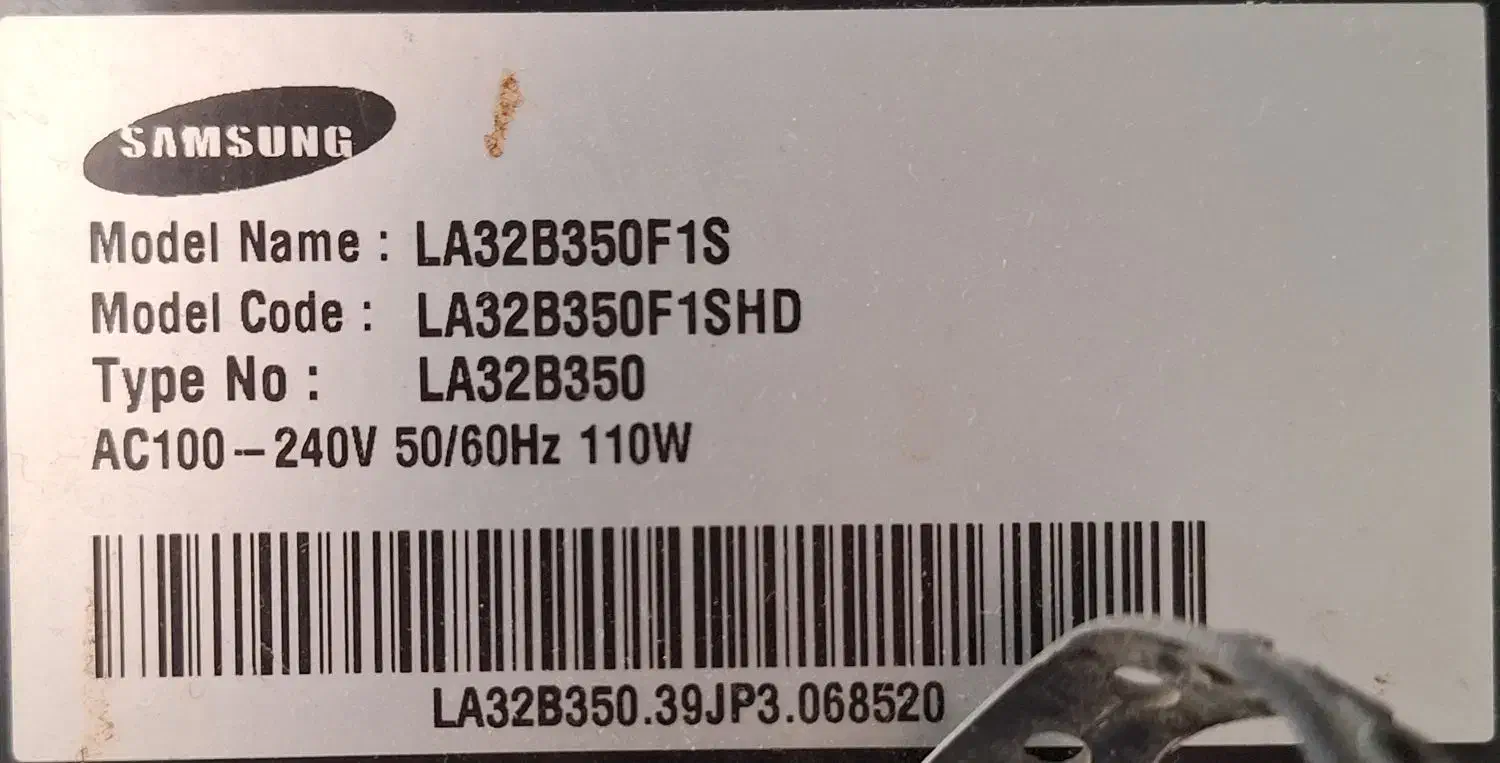 SAMSUNG
Model Name : LA32B350F1S
Model Code : LA32B350F1SHD
Type No : LA32B350
AC100-240V 50/60Hz 110W
LA32B350.39JP3.068520